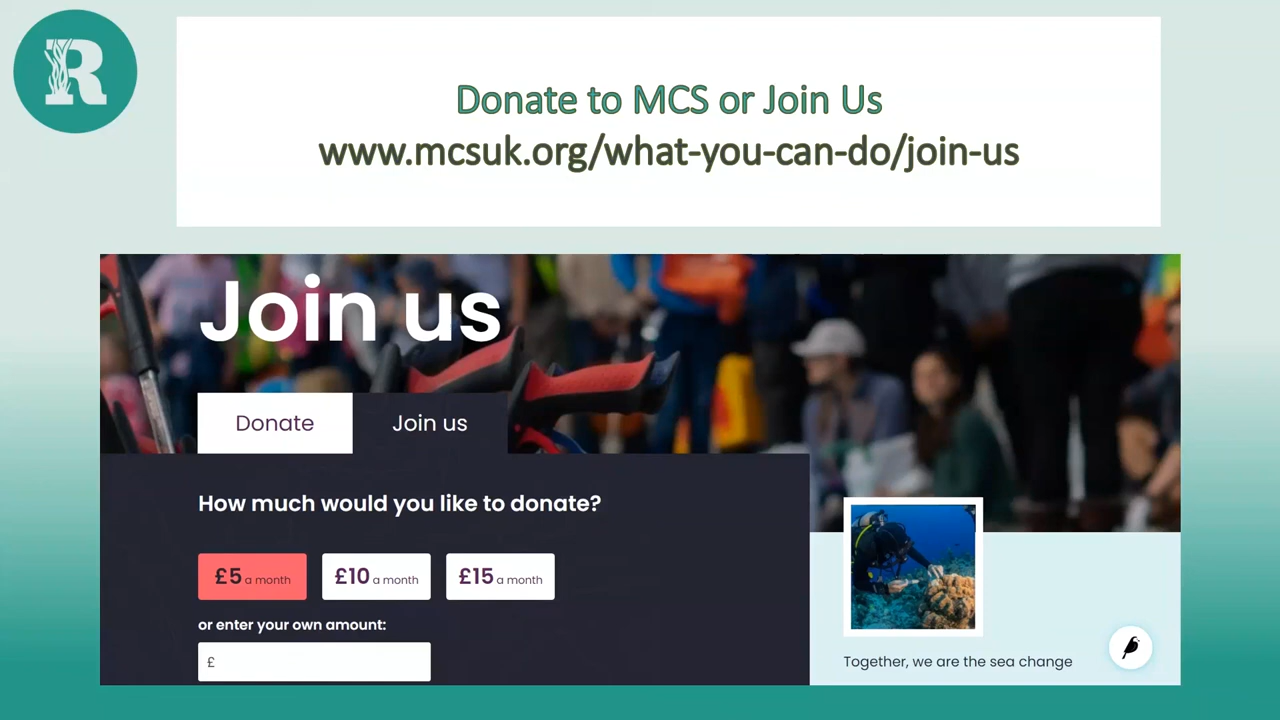 R
Donate to MCS or Join Us
www.mcsuk.org/what-you-can-do/join-us
Join us
Donate
Join us
How much would you like to donate?
£5 a month
£10 a month
£15 a month
or enter your own amount:
£
Together, we are the sea change